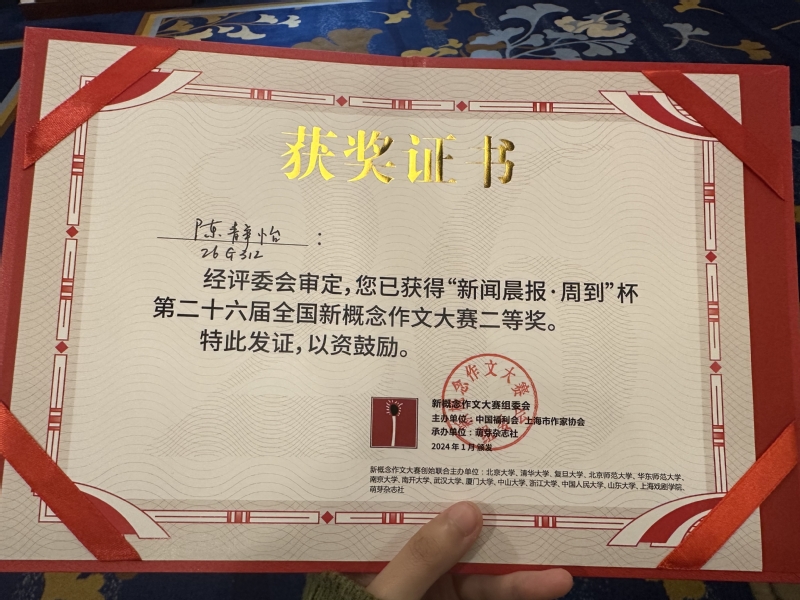 获奖证书
陈静怡：
26G312
经评委会审定，您已获得“新闻晨报·周到”杯
第二十六届全国新概念作文大赛二等奖。
特此发证，以资鼓励。
新概念作文大赛组委会
主办单位：中国福利会 上海市作家协会
承办单位：萌芽杂志社
2024年1月 颁发
新概念作文大赛创始联合主办单位：北京大学、清华大学、复旦大学、北京师范大学、华东师范大学、
南京大学、南开大学、武汉大学、厦门大学、中山大学、浙江大学、中国人民大学、山东大学、上海戏剧学院、
萌芽杂志社